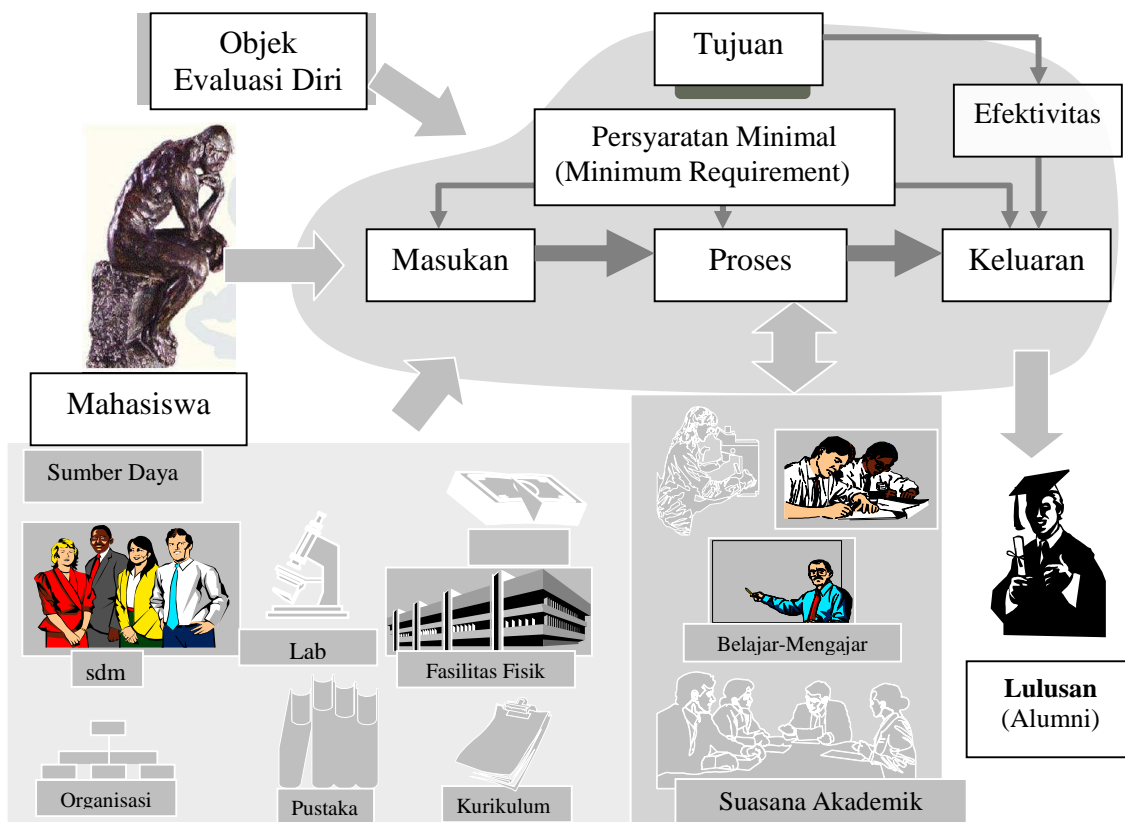 Objek
Evaluasi Diri
Tujuan
Efektivitas
Persyaratan Minimal
(Minimum Requirement)
Masukan
Proses
Keluaran
Mahasiswa
Sumber Daya
sdm
Lab
Fasilitas Fisik
Belajar-Mengajar
Lulusan
(Alumni)
Organisasi
Pustaka
Kurikulum
Suasana Akademik